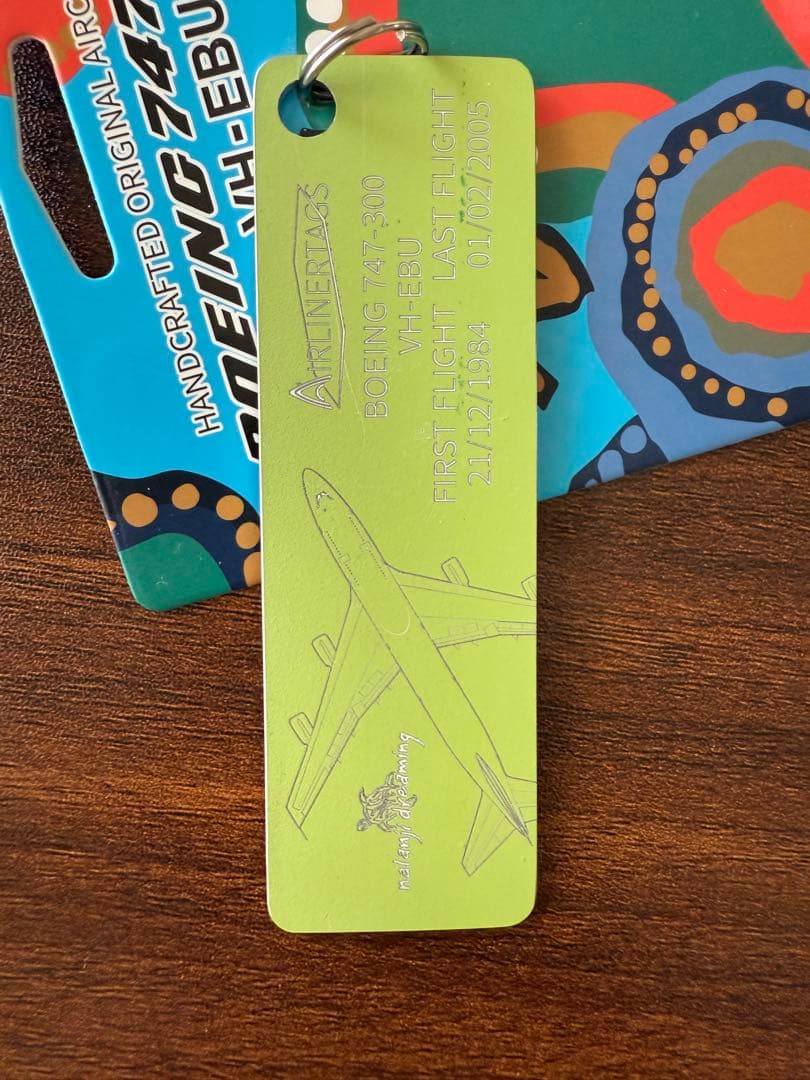 HANDCRAFTED ORIGINAL AIRC
BOEING 747
VH-EBU
AIRLINERTAGS
BOEING 747-300
VH-EBU
FIRST FLIGHT LAST FLIGHT
21/12/1984 01/02/2005
nalanji dreaming